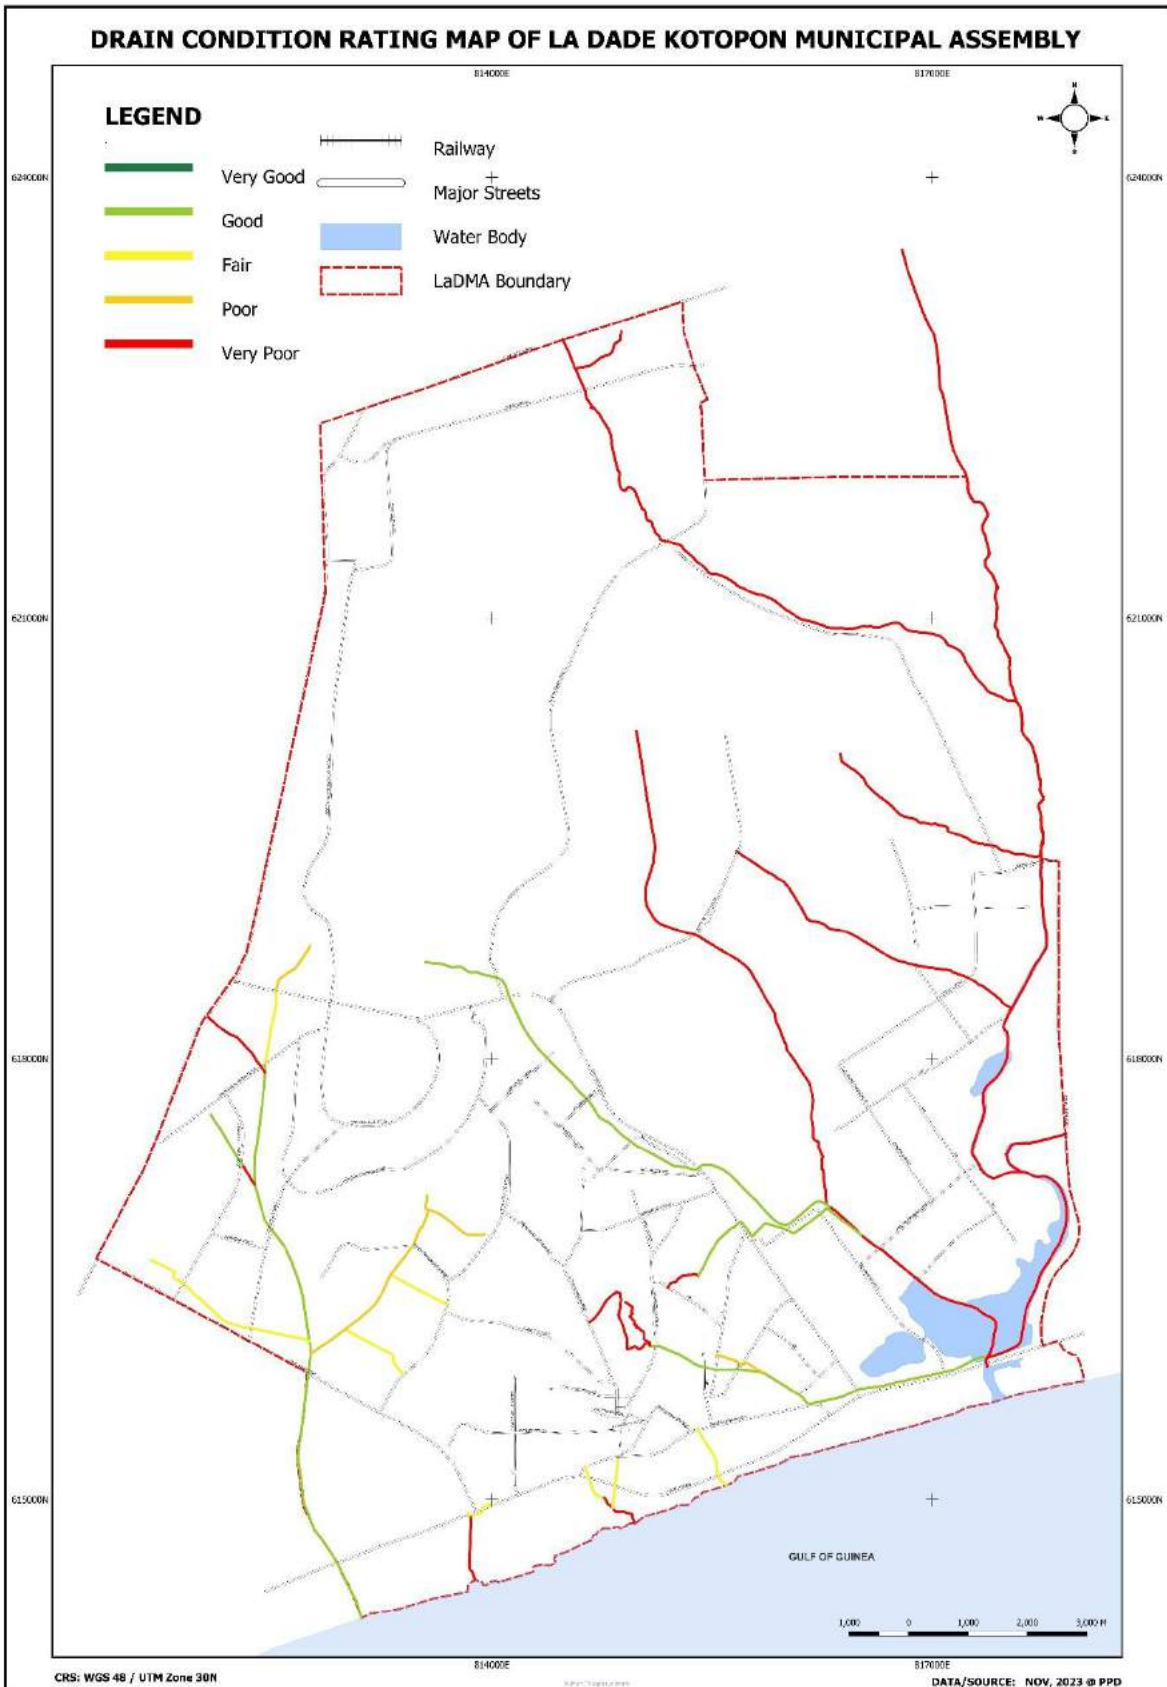 DRAIN CONDITION RATING MAP OF LA DADE KOTOPON MUNICIPAL ASSEMBLY
814000E 817000E
LEGEND
Very Good
Good
Fair
Poor
Very Poor
Railway
Major Streets
Water Body
LaDMA Boundary
N
W E
S
624000N 624000N
621000N 621000N
618000N 618000N
615000N 615000N
GULF OF GUINEA
1,000 0 1,000 2,000 3,000 M
814000E 817000E
CRS: WGS 48 / UTM Zone 30N
DATA/SOURCE: NOV, 2023 @ PPD